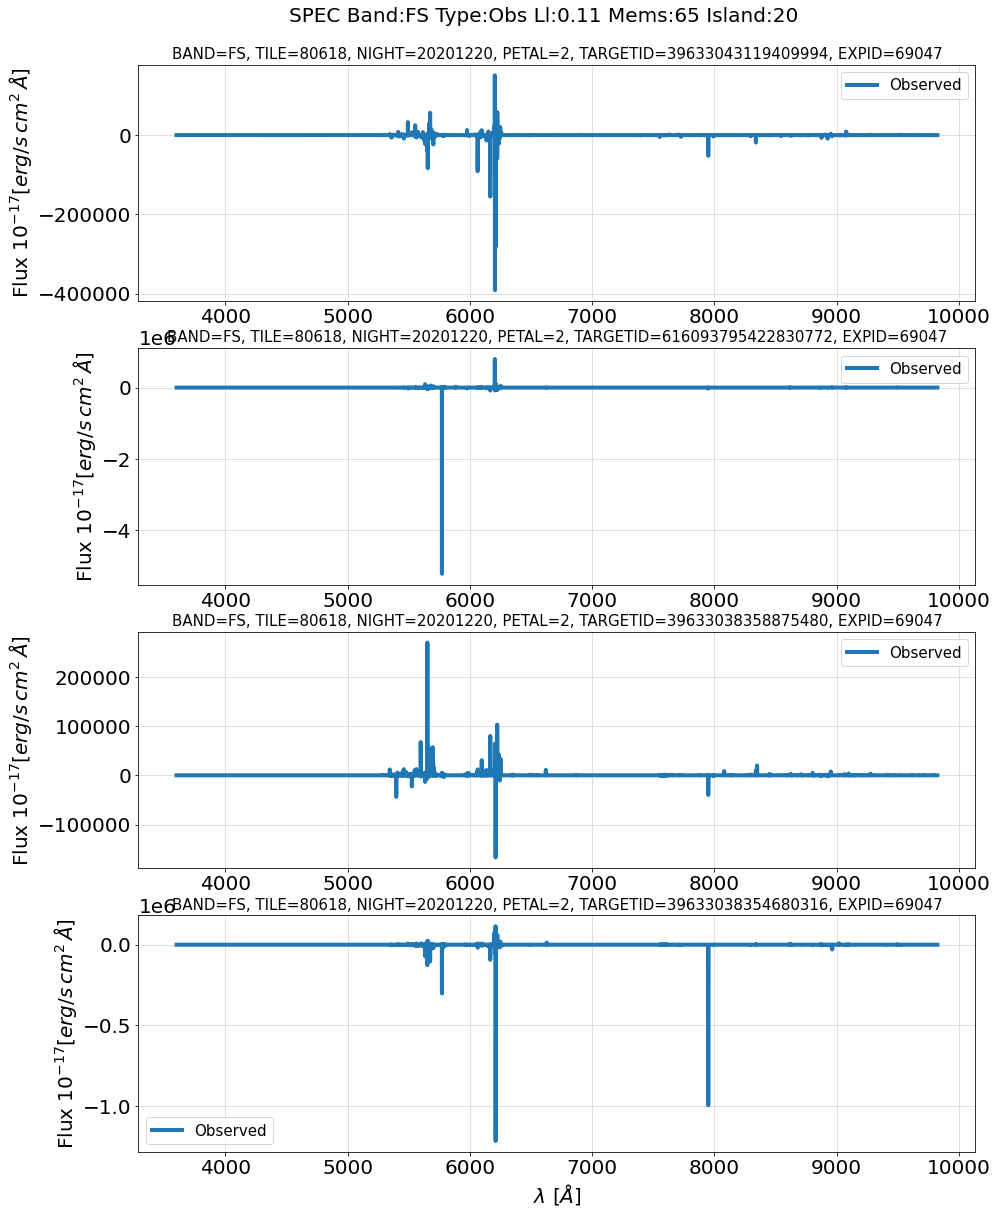 SPEC Band:FS Type:Obs Ll:0.11 Mems:65 Island:20
BAND=FS, TILE=80618, NIGHT=20201220, PETAL=2, TARGETID=39633043119409994, EXPID=69047
Observed
Flux 10^{-17}[erg/s cm^2 Å]
0
−200000
−400000
4000 5000 6000 7000 8000 9000 10000
1e6
BAND=FS, TILE=80618, NIGHT=20201220, PETAL=2, TARGETID=616093795422830772, EXPID=69047
Observed
Flux 10^{-17}[erg/s cm^2 Å]
0
−2
−4
4000 5000 6000 7000 8000 9000 10000
BAND=FS, TILE=80618, NIGHT=20201220, PETAL=2, TARGETID=39633038358875480, EXPID=69047
Observed
Flux 10^{-17}[erg/s cm^2 Å]
200000
100000
0
−100000
4000 5000 6000 7000 8000 9000 10000
1e6
BAND=FS, TILE=80618, NIGHT=20201220, PETAL=2, TARGETID=39633038354680316, EXPID=69047
Flux 10^{-17}[erg/s cm^2 Å]
0.0
−0.5
−1.0
Observed
4000 5000 6000 7000 8000 9000 10000
λ [Å]